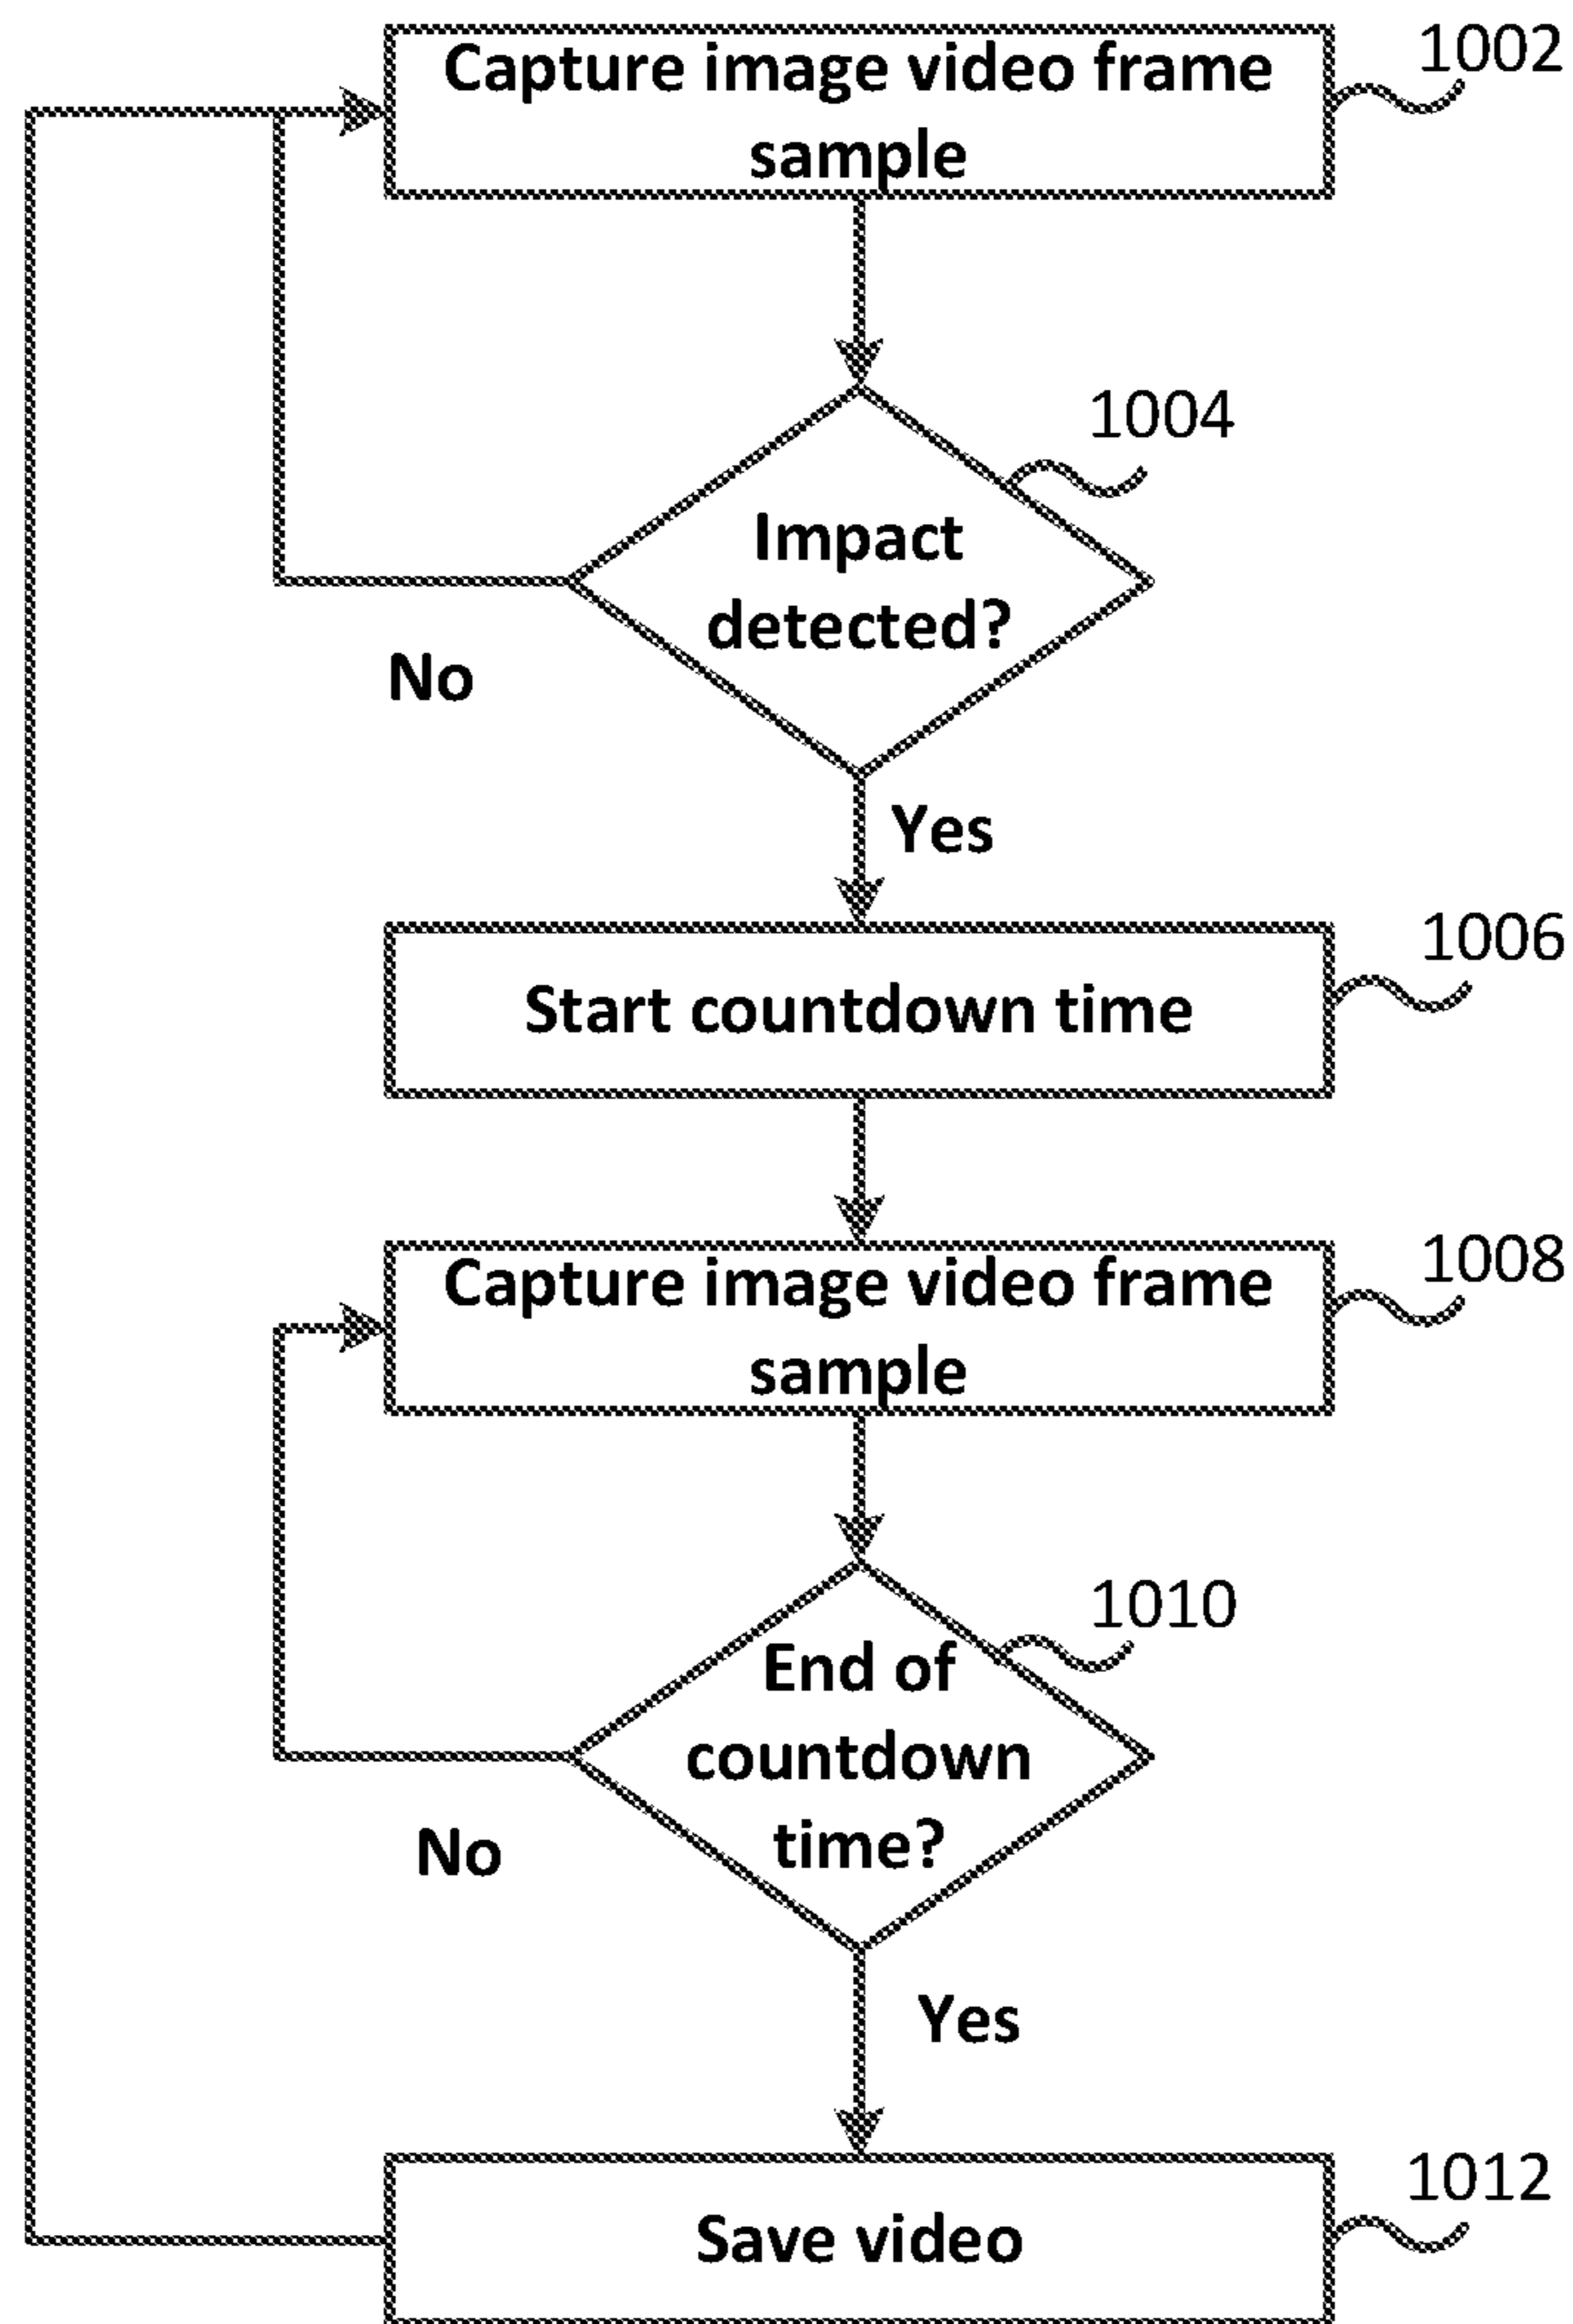 Capture image video frame
sample
1002
Impact
detected?
1004
No
Yes
Start countdown time
1006
Capture image video frame
sample
1008
End of
countdown
time?
1010
No
Yes
Save video
1012